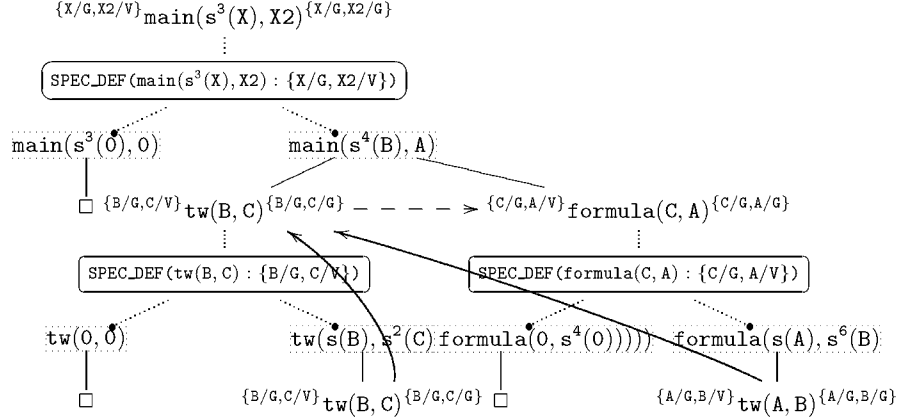 {X/G,X2/V}main(s³(X),X2){X/G,X2/G}
SPEC_DEF(main(s³(X),X2) : {X/G,X2/V})
main(s³(0),0) main(s⁴(B),A)
□ {B/G,C/V}tw(B,C){B/G,C/G} {C/G,A/V}formula(C,A){C/G,A/G}
SPEC_DEF(tw(B,C) : {B/G,C/V}) SPEC_DEF(formula(C,A) : {C/G,A/V})
tw(0,0) tw(s(B),s²(C) formula(0,s⁴(0))))) formula(s(A),s⁶(B)
□ {B/G,C/V}tw(B,C){B/G,C/G} □ {A/G,B/V}tw(A,B){A/G,B/G}